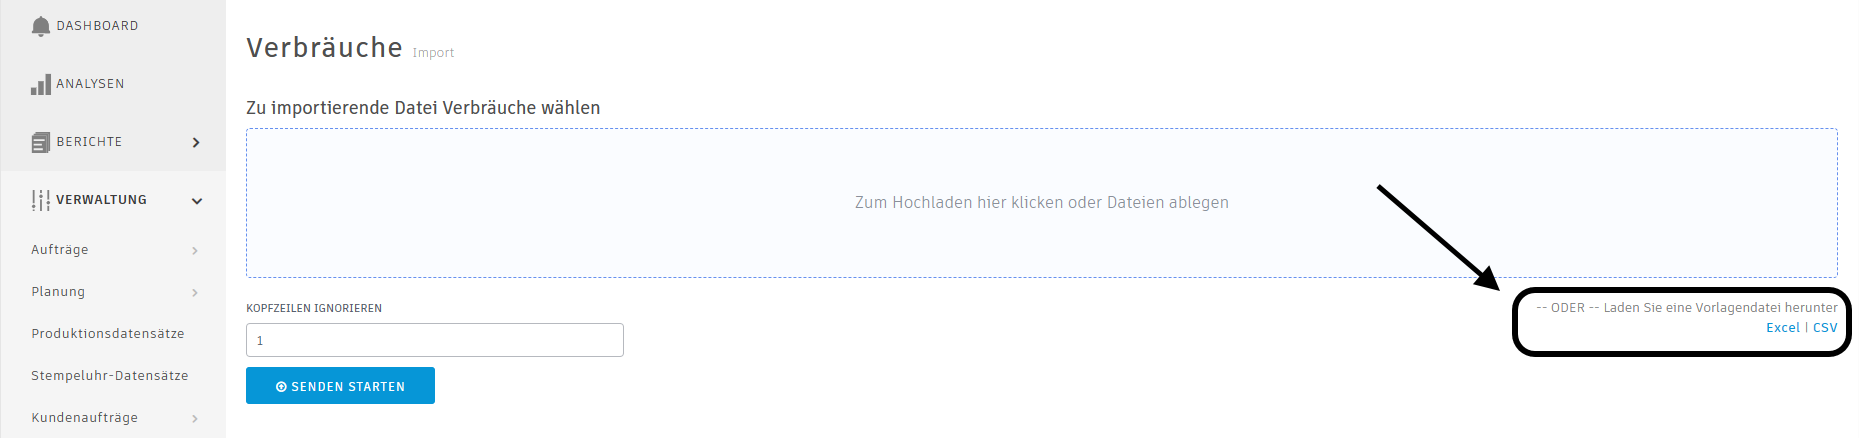 DASHBOARD
ANALYSEN
BERICHTE
VERWALTUNG
Aufträge
Planung
Produktionsdatensätze
Stempeluhr-Datensätze
Kundenaufträge
Verbräuche Import
Zu importierende Datei Verbräuche wählen
Zum Hochladen hier klicken oder Dateien ablegen
KOPFZEILEN IGNORIEREN
1
SENDEN STARTEN
-- ODER -- Laden Sie eine Vorlagendatei herunter
Excel | CSV